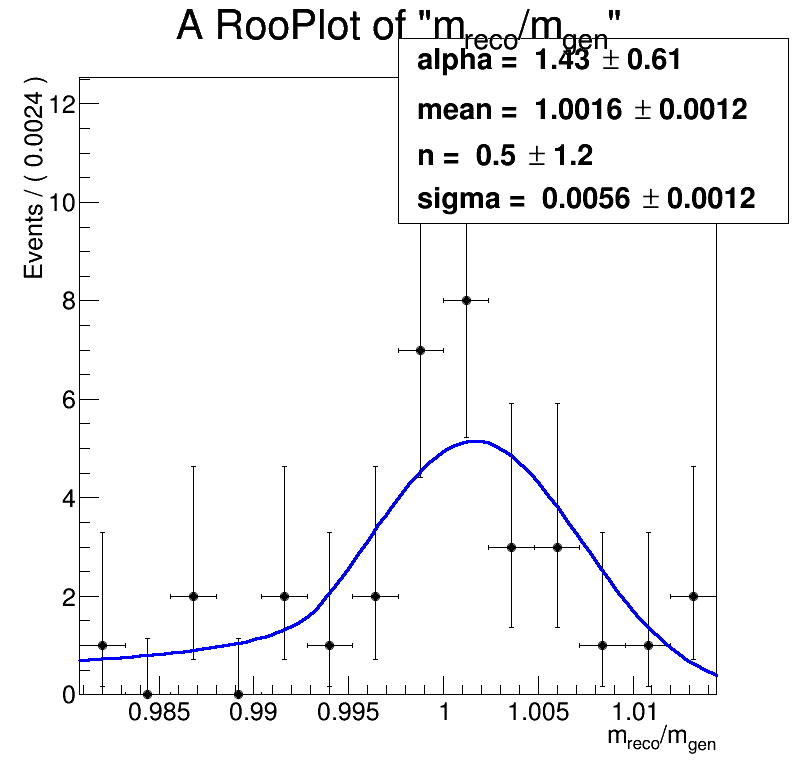 A RooPlot of "m_reco/m_gen"
alpha = 1.43 ± 0.61
mean = 1.0016 ± 0.0012
n = 0.5 ± 1.2
sigma = 0.0056 ± 0.0012
Events / ( 0.0024 )
12
10
8
6
4
2
0
0.985 0.99 0.995 1 1.005 1.01
m_reco/m_gen